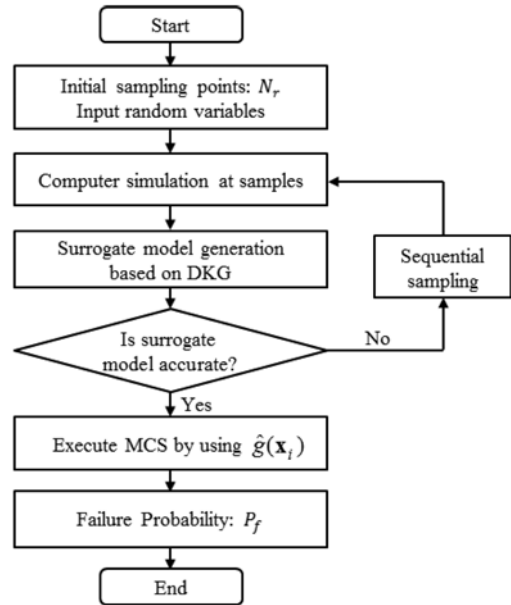 Start
Initial sampling points: N_r
Input random variables
Computer simulation at samples
Surrogate model generation
based on DKG
Sequential
sampling
Is surrogate
model accurate?
No
Yes
Execute MCS by using ĝ(𝐱_i)
Failure Probability: P_f
End